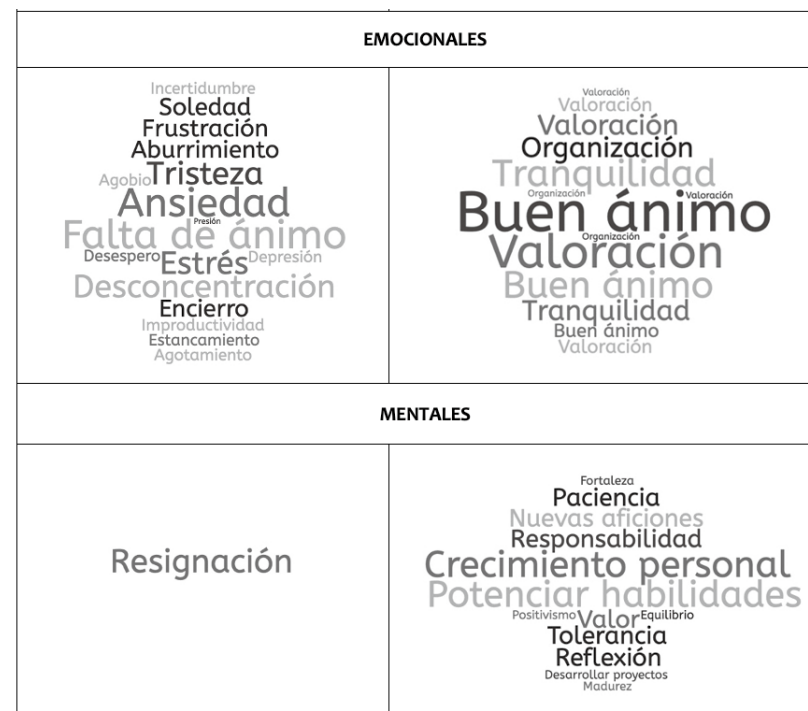 EMOCIONALES
Incertidumbre
Soledad
Frustración
Aburrimiento
Agobio Tristeza
Ansiedad
Presión
Falta de ánimo
Desespero Estrés Depresión
Desconcentración
Encierro
Improductividad
Estancamiento
Agotamiento
Valoración
Valoración
Valoración
Organización
Tranquilidad
Organización Valoración
Buen ánimo
Organización
Valoración
Buen ánimo
Tranquilidad
Buen ánimo
Valoración
MENTALES
Resignación
Fortaleza
Paciencia
Nuevas aficiones
Responsabilidad
Crecimiento personal
Potenciar habilidades
Positivismo Valor Equilibrio
Tolerancia
Reflexión
Desarrollar proyectos
Madurez